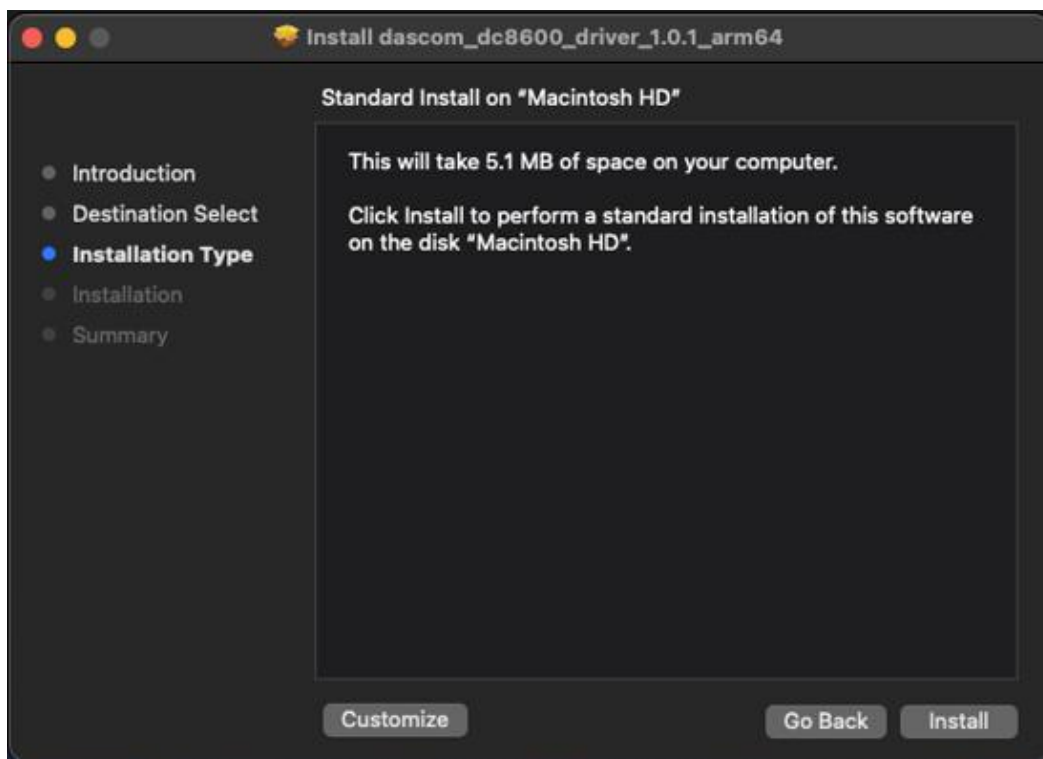 Install dascom_dc8600_driver_1.0.1_arm64
Standard Install on “Macintosh HD”
Introduction
Destination Select
Installation Type
Installation
Summary
This will take 5.1 MB of space on your computer.
Click Install to perform a standard installation of this software
on the disk “Macintosh HD”.
Customize
Go Back
Install